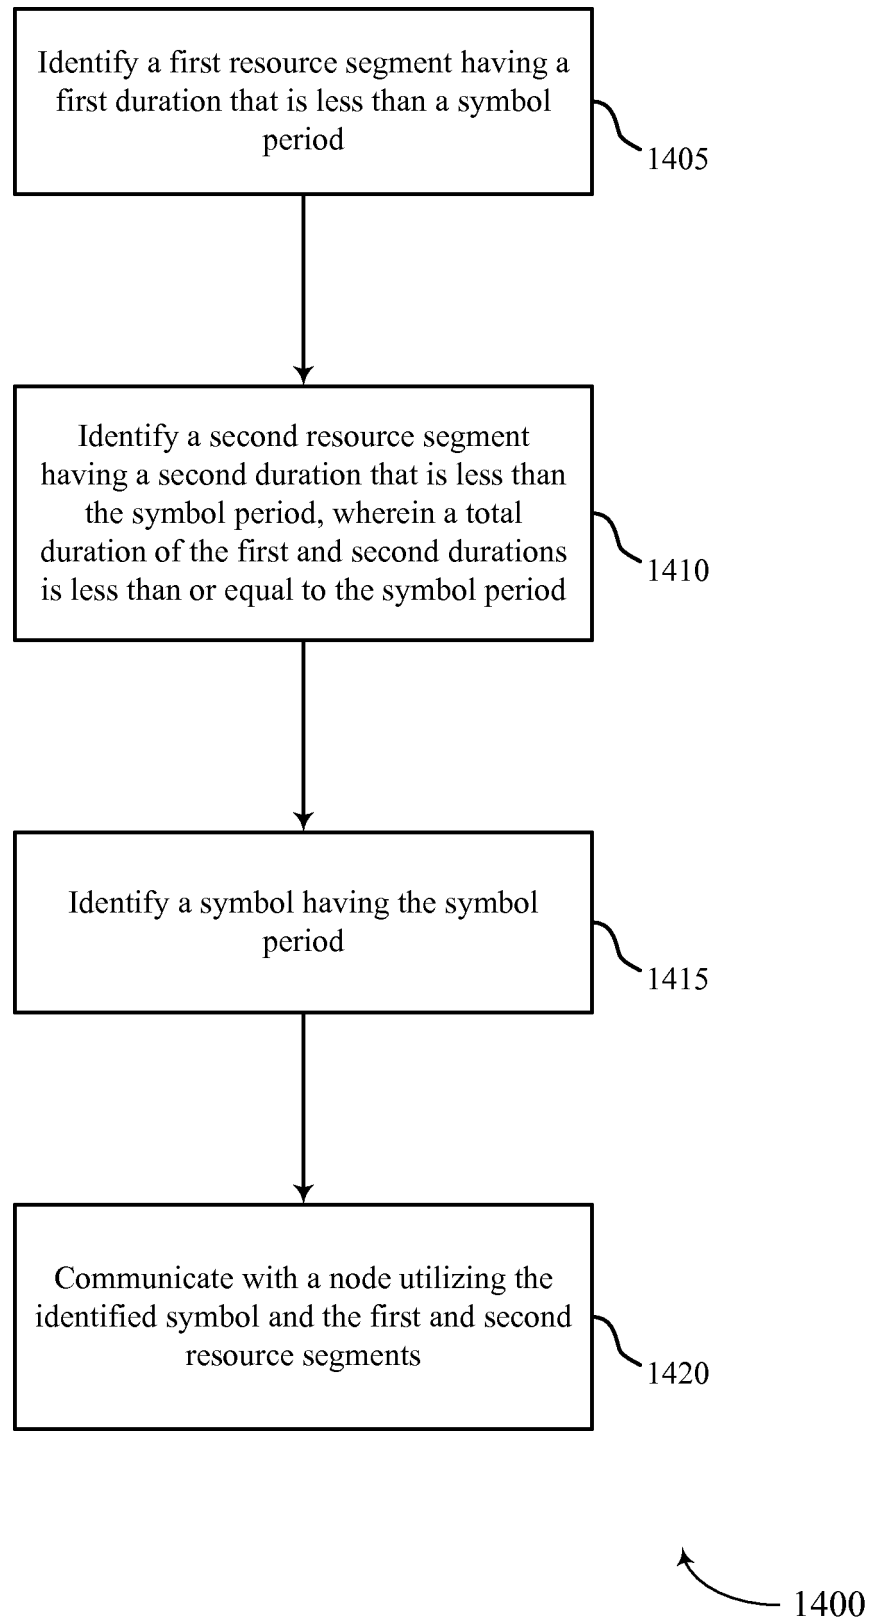 Identify a first resource segment having a
first duration that is less than a symbol
period
1405
Identify a second resource segment
having a second duration that is less than
the symbol period, wherein a total
duration of the first and second durations
is less than or equal to the symbol period
1410
Identify a symbol having the symbol
period
1415
Communicate with a node utilizing the
identified symbol and the first and second
resource segments
1420
1400